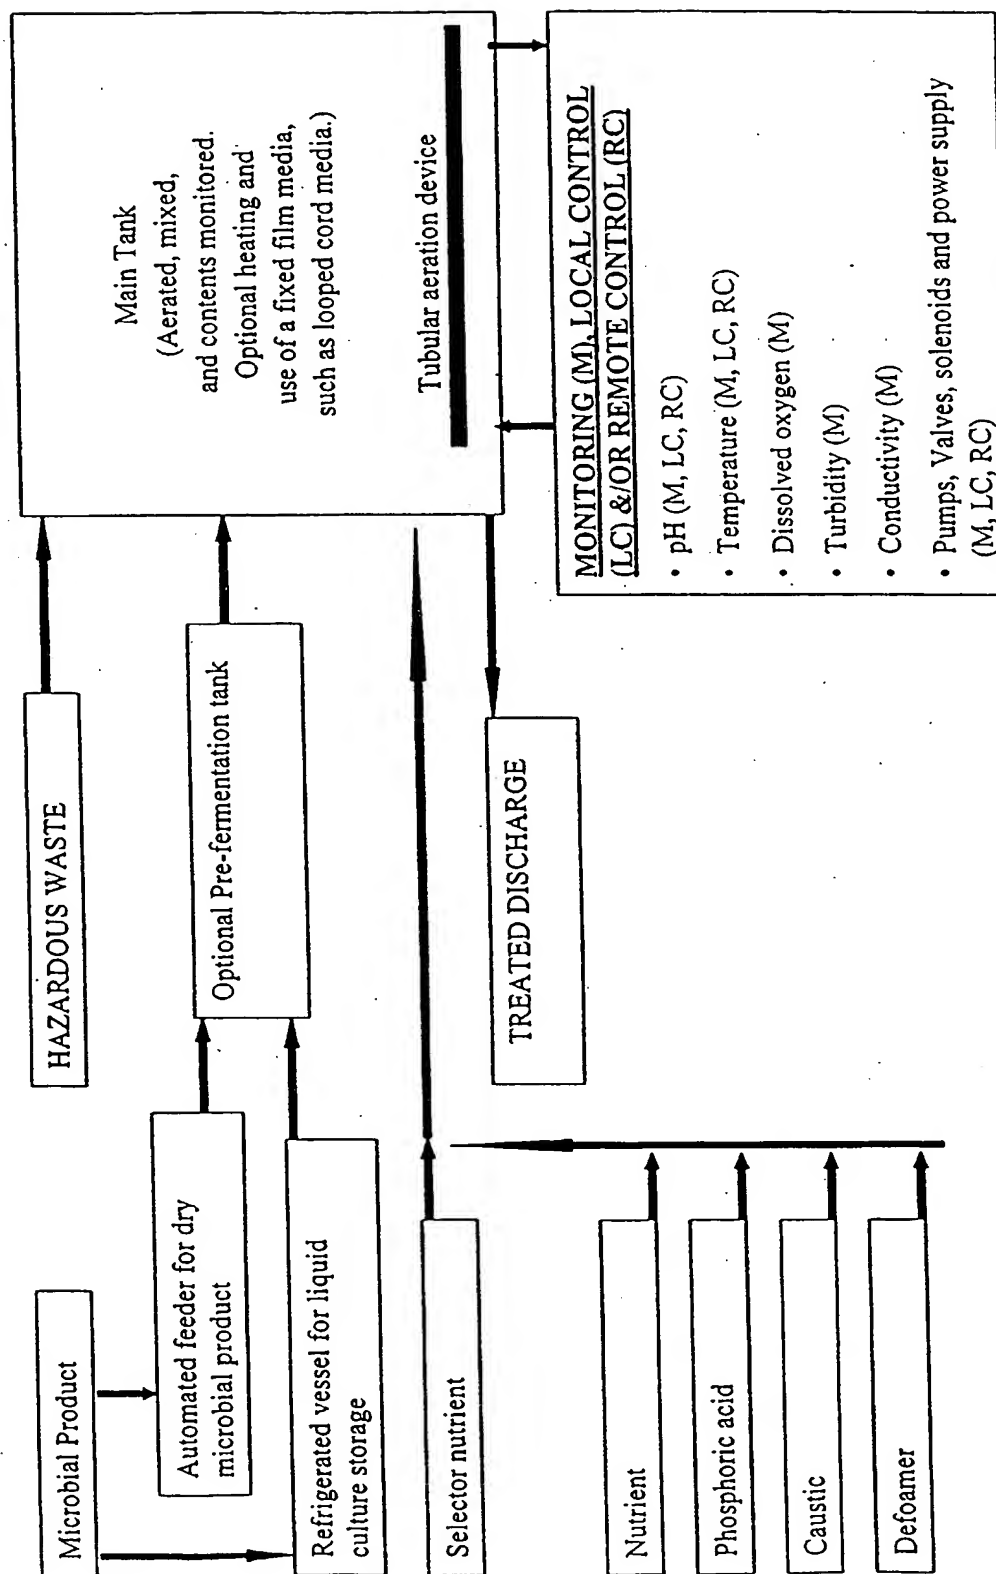 Microbial Product
Automated feeder for dry
microbial product
Refrigerated vessel for liquid
culture storage
Selector nutrient
Nutrient
Phosphoric acid
Caustic
Defoamer
HAZARDOUS WASTE
Optional Pre-fermentation tank
TREATED DISCHARGE
Main Tank
(Aerated, mixed,
and contents monitored.
Optional heating and
use of a fixed film media,
such as looped cord media.)
Tubular aeration device
MONITORING (M), LOCAL CONTROL
(LC) &/OR REMOTE CONTROL (RC)
• pH (M, LC, RC)
• Temperature (M, LC, RC)
• Dissolved oxygen (M)
• Turbidity (M)
• Conductivity (M)
• Pumps, Valves, solenoids and power supply
(M, LC, RC)